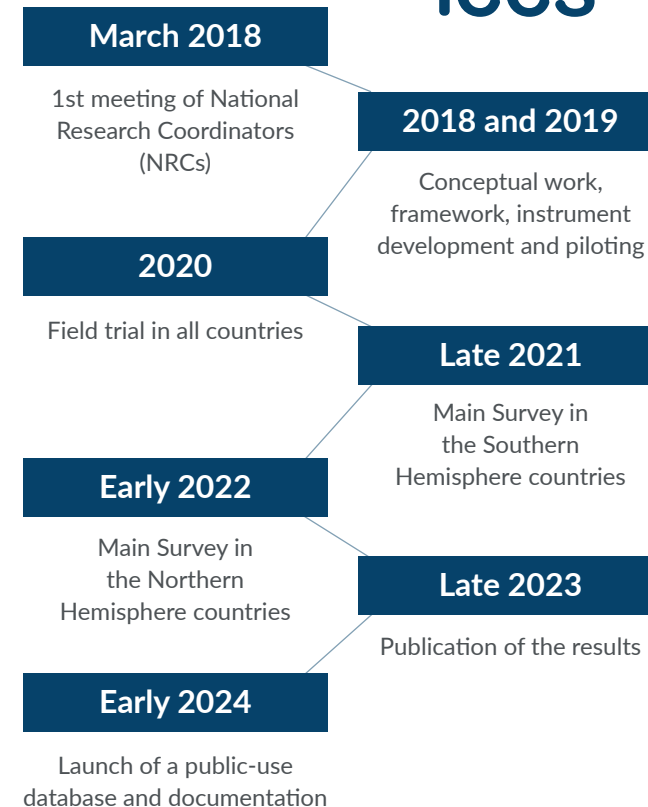 March 2018
1st meeting of National
Research Coordinators
(NRCs)
2018 and 2019
Conceptual work,
framework, instrument
development and piloting
2020
Field trial in all countries
Late 2021
Main Survey in
the Southern
Hemisphere countries
Early 2022
Main Survey in
the Northern
Hemisphere countries
Late 2023
Publication of the results
Early 2024
Launch of a public-use
database and documentation